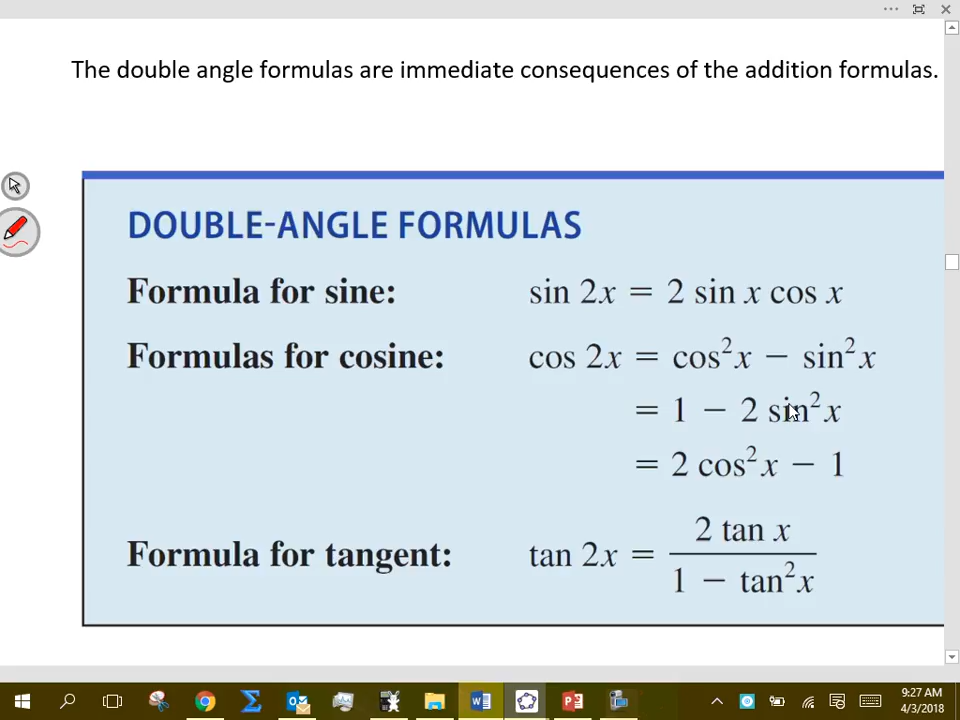 The double angle formulas are immediate consequences of the addition formulas.
DOUBLE-ANGLE FORMULAS
Formula for sine: sin 2x = 2 sin x cos x
Formulas for cosine: cos 2x = cos²x − sin²x
= 1 − 2 sin²x
= 2 cos²x − 1
Formula for tangent: tan 2x = \frac{2 tan x}{1 − tan²x}
9:27 AM
4/3/2018